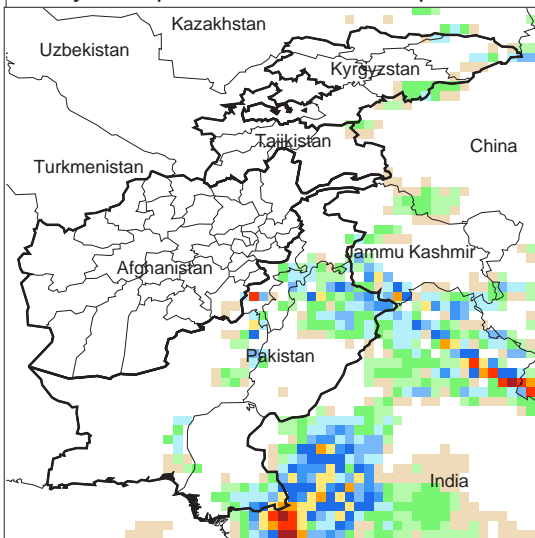 Kazakhstan
Uzbekistan
Kyrgyzstan
Tajikistan
China
Turkmenistan
Jammu Kashmir
Afghanistan
Pakistan
India